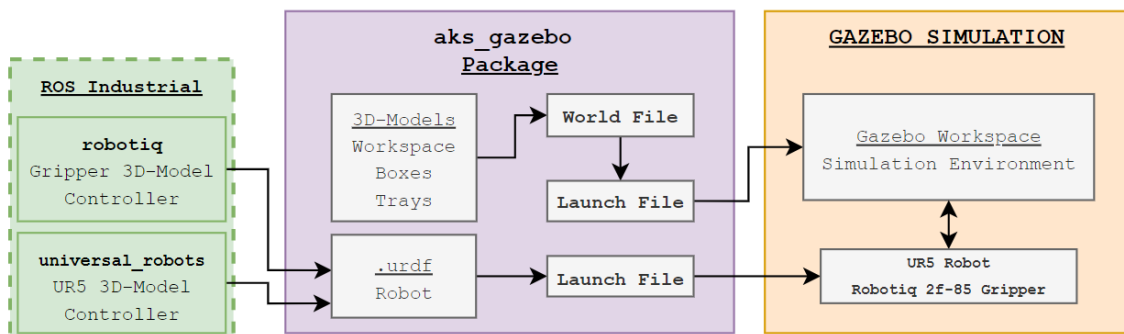 ROS Industrial
robotiq
Gripper 3D-Model
Controller
universal_robots
UR5 3D-Model
Controller
aks_gazebo
Package
3D-Models
Workspace
Boxes
Trays
World File
Launch File
.urdf
Robot
Launch File
GAZEBO SIMULATION
Gazebo Workspace
Simulation Environment
UR5 Robot
Robotiq 2f-85 Gripper